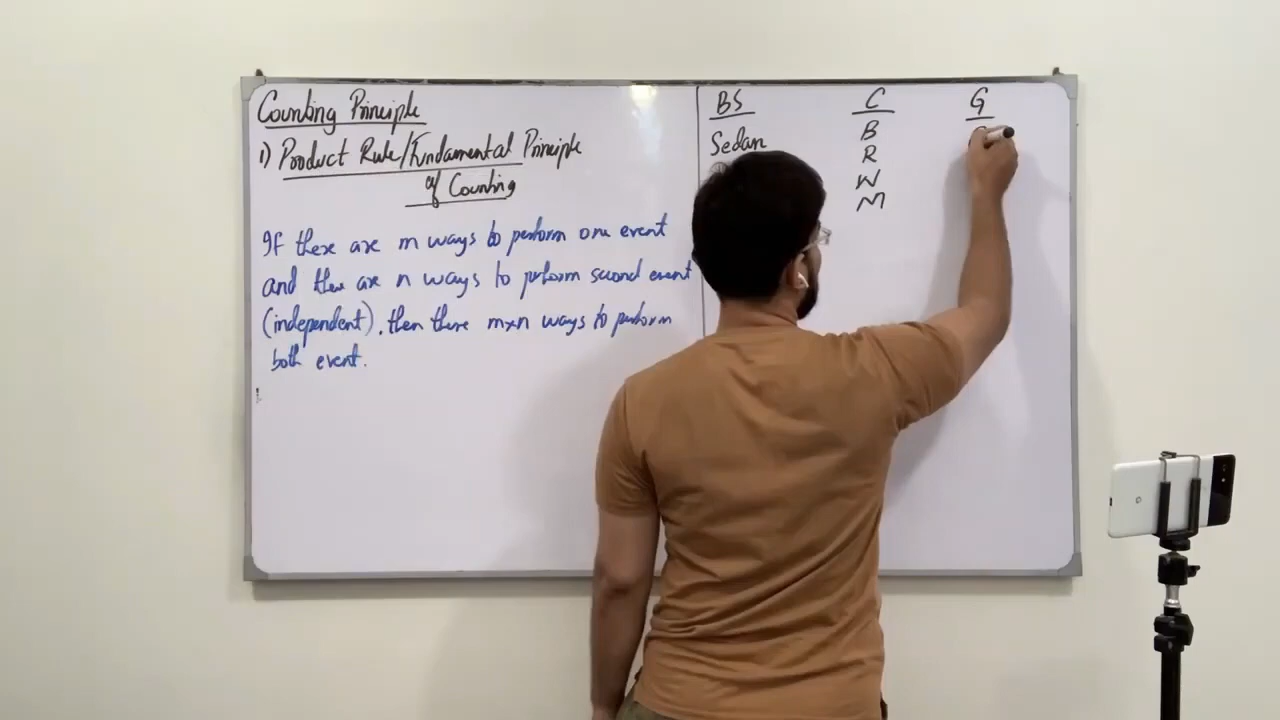 Counting Principle
1) Product Rule/Fundamental Principle
of Counting
If there are m ways to perform one event
and there are n ways to perform second event
(independent), then there m×n ways to perform
both event.
BS
Sedan
C
B
R
W
M
G
G